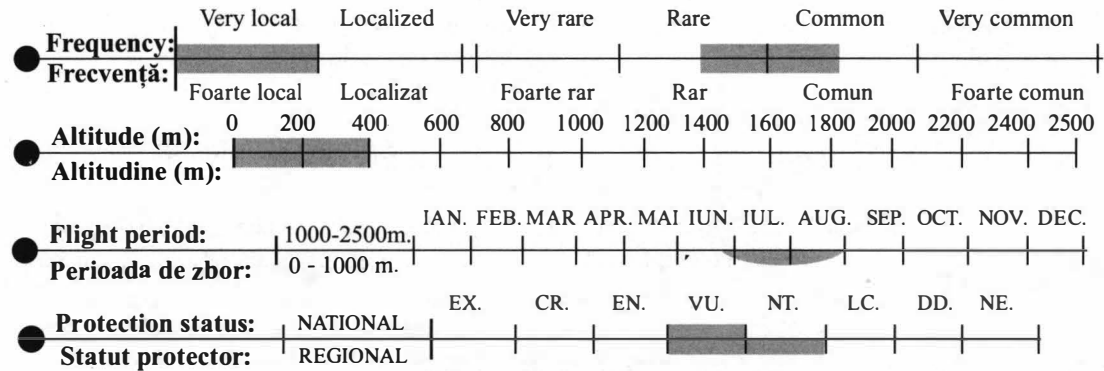 Very local Localized Very rare Rare Common Very common
Frequency:
Frecvență:
Foarte local Localizat Foarte rar Rar Comun Foarte comun
Altitude (m): 0 200 400 600 800 1000 1200 1400 1600 1800 2000 2200 2400 2500
Altitudine (m):
IAN. FEB. MAR APR. MAI IUN. IUL. AUG. SEP. OCT. NOV. DEC.
Flight period: 1000-2500m.
Perioada de zbor: 0 - 1000 m.
EX. CR. EN. VU. NT. LC. DD. NE.
Protection status: NATIONAL
Statut protector: REGIONAL